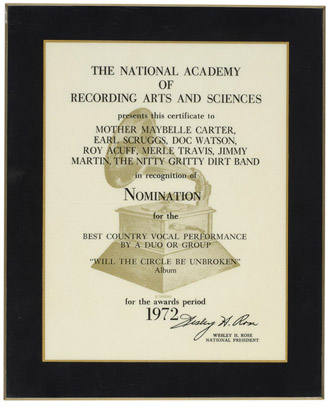 THE NATIONAL ACADEMY
OF
RECORDING ARTS AND SCIENCES
presents this certificate to
MOTHER MAYBELLE CARTER,
EARL SCRUGGS, DOC WATSON,
ROY ACUFF, MERLE TRAVIS, JIMMY
MARTIN, THE NITTY GRITTY DIRT BAND
in recognition of
NOMINATION
for the
BEST COUNTRY VOCAL PERFORMANCE
BY A DUO OR GROUP
"WILL THE CIRCLE BE UNBROKEN"
Album
for the awards period
1972
Wesley H. Rose
WESLEY H. ROSE
NATIONAL PRESIDENT